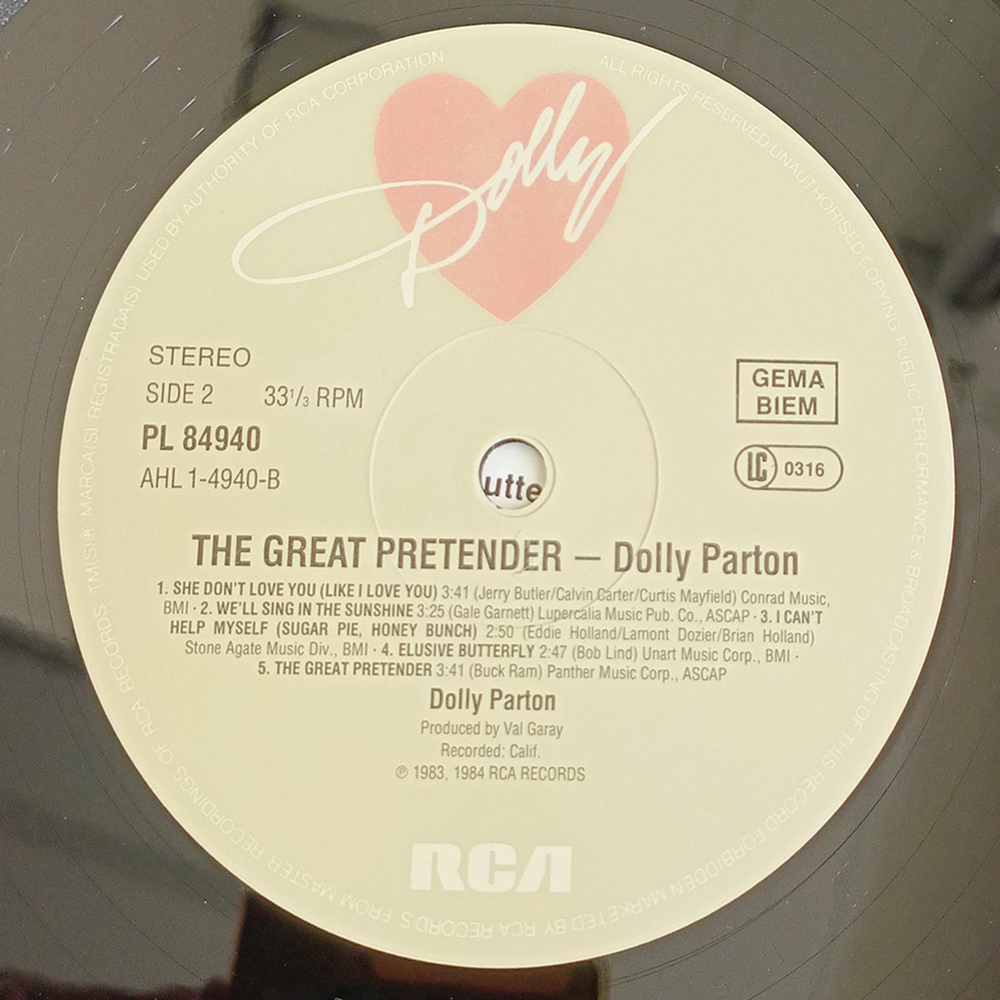 TM(S)® MARCA(S) REGISTRADA(S) USED BY AUTHORITY OF RCA CORPORATION
ALL RIGHTS RESERVED UNAUTHORISED COPYING PUBLIC PERFORMANCE & BROADCASTING OF THIS RECORD FORBIDDEN MARKETED BY RCA RECORDS FROM MASTER RECORDINGS OF RCA RECORDS
Dolly
STEREO
SIDE 2 33 1/3 RPM
PL 84940
AHL 1-4940-B
GEMA
BIEM
LC 0316
utte
THE GREAT PRETENDER — Dolly Parton
1. SHE DON'T LOVE YOU (LIKE I LOVE YOU) 3:41 (Jerry Butler/Calvin Carter/Curtis Mayfield) Conrad Music,
BMI · 2. WE'LL SING IN THE SUNSHINE 3:25 (Gale Garnett) Lupercalia Music Pub. Co., ASCAP · 3. I CAN'T
HELP MYSELF (SUGAR PIE, HONEY BUNCH) 2:50 (Eddie Holland/Lamont Dozier/Brian Holland)
Stone Agate Music Div., BMI · 4. ELUSIVE BUTTERFLY 2:47 (Bob Lind) Unart Music Corp., BMI ·
5. THE GREAT PRETENDER 3:41 (Buck Ram) Panther Music Corp., ASCAP
Dolly Parton
Produced by Val Garay
Recorded: Calif.
℗ 1983, 1984 RCA RECORDS
RCA